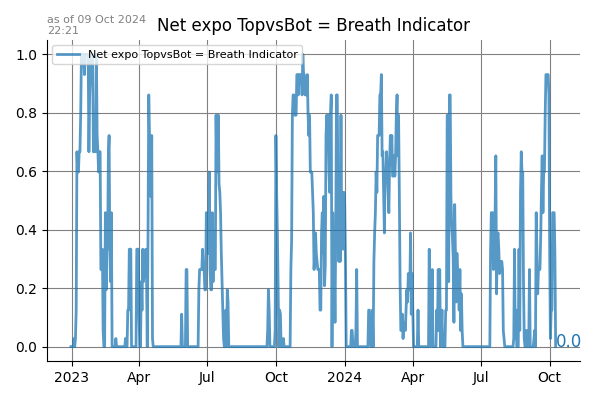 as of 09 Oct 2024
22:21
Net expo TopvsBot = Breath Indicator
Net expo TopvsBot = Breath Indicator
1.0
0.8
0.6
0.4
0.2
0.0
0.0
2023 Apr Jul Oct 2024 Apr Jul Oct